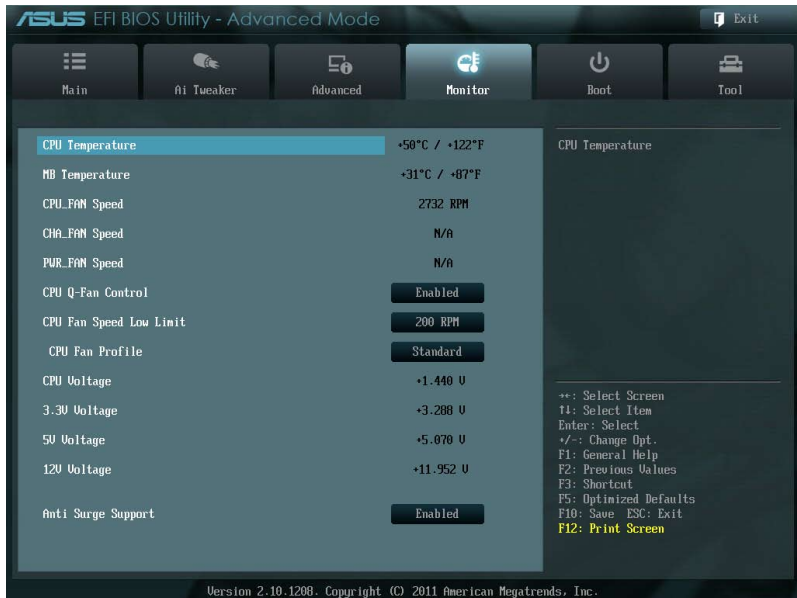 ASUS EFI BIOS Utility - Advanced Mode
Exit
Main
Ai Tweaker
Advanced
Monitor
Boot
Tool
CPU Temperature +50°C / +122°F
MB Temperature +31°C / +87°F
CPU_FAN Speed 2732 RPM
CHA_FAN Speed N/A
PWR_FAN Speed N/A
CPU Q-Fan Control Enabled
CPU Fan Speed Low Limit 200 RPM
CPU Fan Profile Standard
CPU Voltage +1.440 V
3.3V Voltage +3.288 V
5V Voltage +5.070 V
12V Voltage +11.952 V
Anti Surge Support Enabled
CPU Temperature
→←: Select Screen
↑↓: Select Item
Enter: Select
+/-: Change Opt.
F1: General Help
F2: Previous Values
F3: Shortcut
F5: Optimized Defaults
F10: Save ESC: Exit
F12: Print Screen
Version 2.10.1208. Copyright (C) 2011 American Megatrends, Inc.